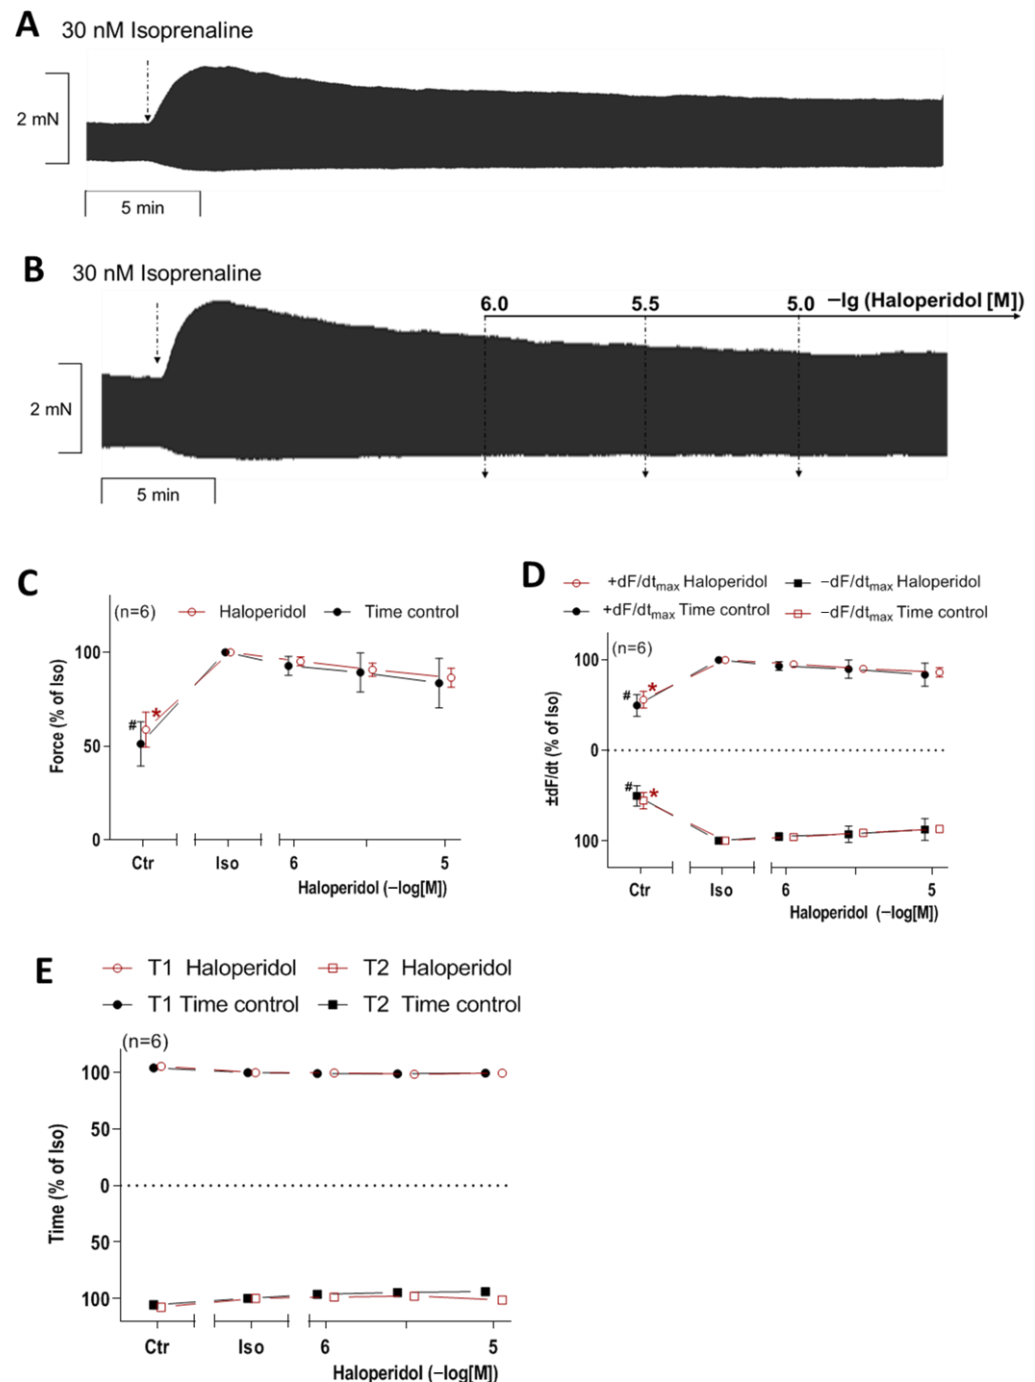 A
30 nM Isoprenaline
2 mN
5 min
B
30 nM Isoprenaline
6.0 5.5 5.0 –lg (Haloperidol [M])
2 mN
5 min
C
(n=6) Haloperidol Time control
100
50
0
Force (% of Iso)
# *
Ctr Iso 6 5
Haloperidol (–log[M])
D
+dF/dtmax Haloperidol –dF/dtmax Haloperidol
+dF/dtmax Time control –dF/dtmax Time control
(n=6)
100
0
100
±dF/dt (% of Iso)
# *
# *
Ctr Iso 6 5
Haloperidol (–log[M])
E
T1 Haloperidol T2 Haloperidol
T1 Time control T2 Time control
(n=6)
100
50
0
50
100
Time (% of Iso)
Ctr Iso 6 5
Haloperidol (–log[M])